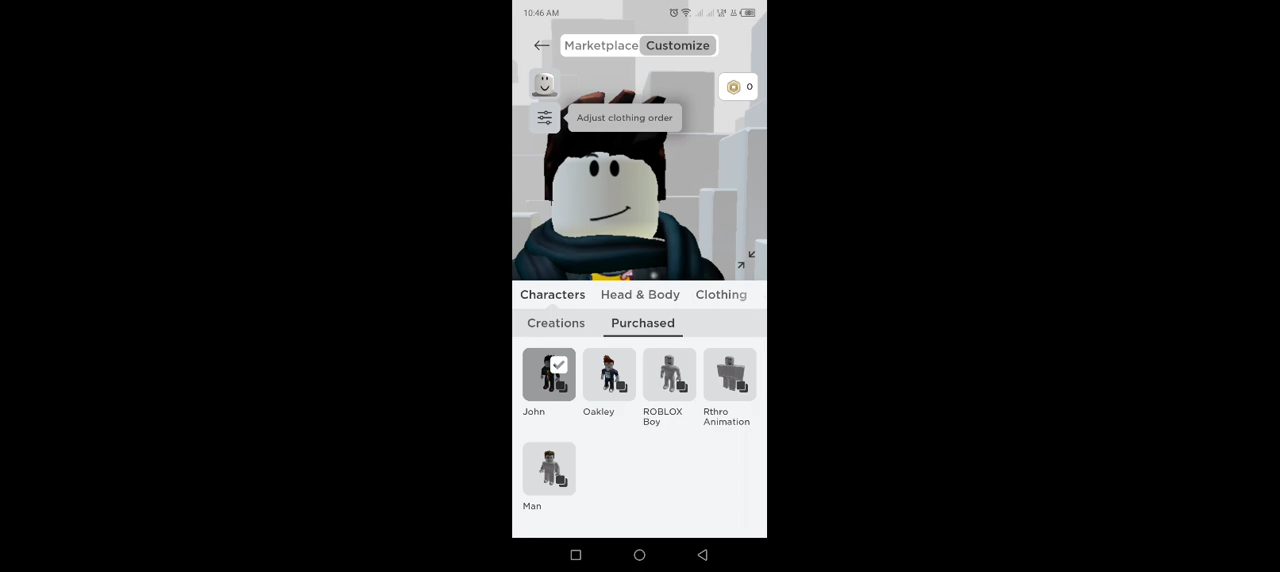 10:46 AM
Marketplace Customize
0
Adjust clothing order
Characters Head & Body Clothing
Creations Purchased
John Oakley ROBLOX Boy Rthro Animation
Man